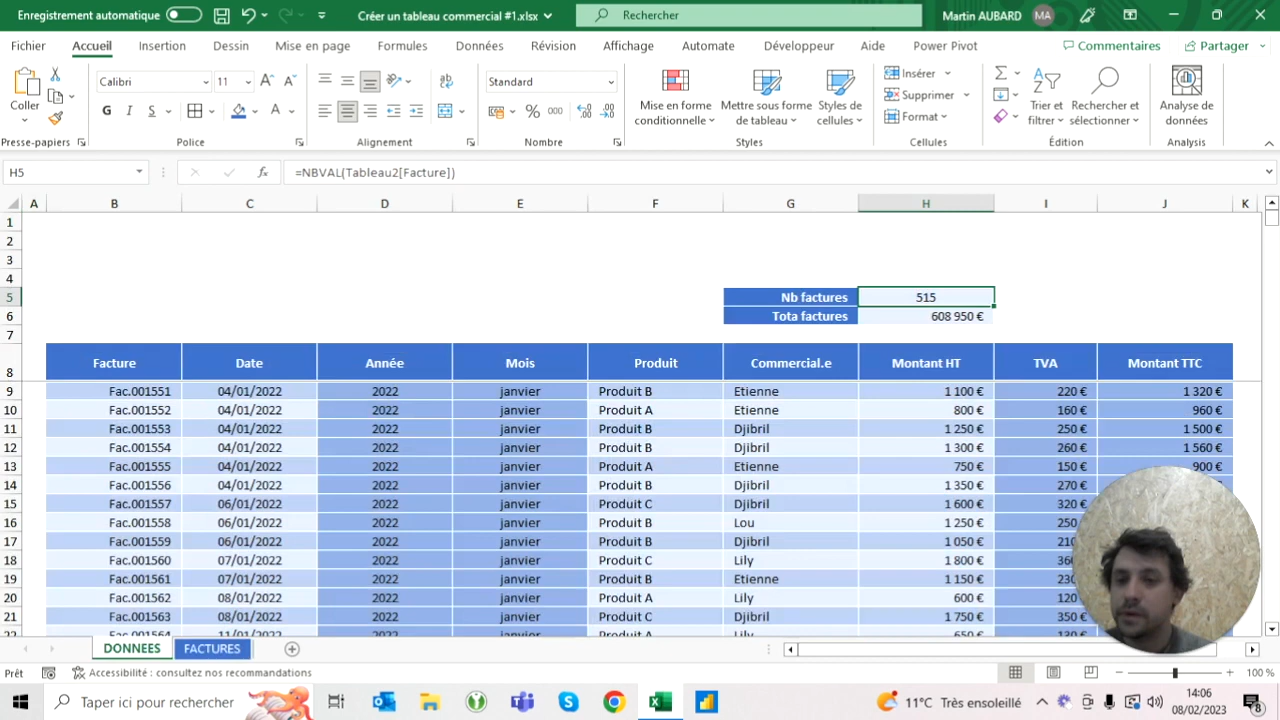 Enregistrement automatique
Créer un tableau commercial #1.xlsx
Rechercher
Martin AUBARD
MA
Fichier Accueil Insertion Dessin Mise en page Formules Données Révision Affichage Automate Développeur Aide Power Pivot Commentaires Partager
Coller
Presse-papiers
Calibri 11
G I S
Police
Alignement
Standard
% 000
Nombre
Mise en forme conditionnelle
Mettre sous forme de tableau
Styles de cellules
Styles
Insérer
Supprimer
Format
Cellules
Trier et filtrer
Rechercher et sélectionner
Édition
Analyse de données
Analysis
H5 fx =NBVAL(Tableau2[Facture])
A B C D E F G H I J K
1
2
3
4
5 Nb factures 515
6 Tota factures 608 950 €
7
8 Facture Date Année Mois Produit Commercial.e Montant HT TVA Montant TTC
9 Fac.001551 04/01/2022 2022 janvier Produit B Etienne 1 100 € 220 € 1 320 €
10 Fac.001552 04/01/2022 2022 janvier Produit A Etienne 800 € 160 € 960 €
11 Fac.001553 04/01/2022 2022 janvier Produit B Djibril 1 250 € 250 € 1 500 €
12 Fac.001554 04/01/2022 2022 janvier Produit B Djibril 1 300 € 260 € 1 560 €
13 Fac.001555 04/01/2022 2022 janvier Produit A Etienne 750 € 150 € 900 €
14 Fac.001556 04/01/2022 2022 janvier Produit B Djibril 1 350 € 270 €
15 Fac.001557 06/01/2022 2022 janvier Produit C Djibril 1 600 € 320 €
16 Fac.001558 06/01/2022 2022 janvier Produit B Lou 1 250 € 250
17 Fac.001559 06/01/2022 2022 janvier Produit B Djibril 1 050 € 210
18 Fac.001560 07/01/2022 2022 janvier Produit C Lily 1 800 € 360
19 Fac.001561 07/01/2022 2022 janvier Produit B Etienne 1 150 € 230
20 Fac.001562 08/01/2022 2022 janvier Produit A Lily 600 € 120
21 Fac.001563 08/01/2022 2022 janvier Produit C Djibril 1 750 € 350 €
22 Fac.001564 11/01/2022 2022 janvier Produit A Lily 650 € 130 €
DONNEES FACTURES
Prêt Accessibilité : consultez nos recommandations 100 %
Taper ici pour rechercher
11°C Très ensoleillé
14:06
08/02/2023
8